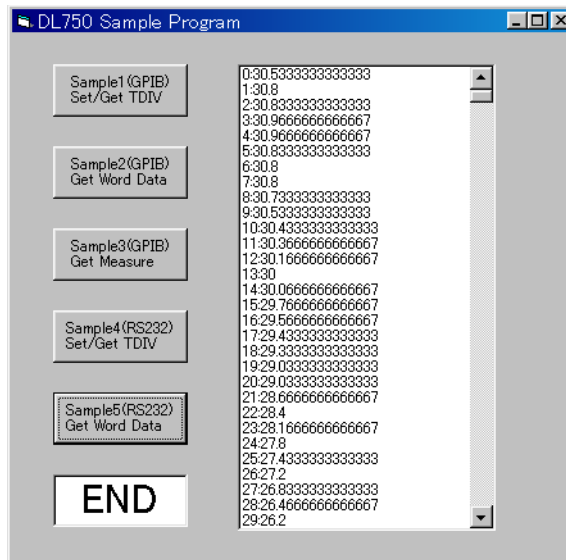 DL750 Sample Program
Sample1(GPIB)
Set/Get TDIV
Sample2(GPIB)
Get Word Data
Sample3(GPIB)
Get Measure
Sample4(RS232)
Set/Get TDIV
Sample5(RS232)
Get Word Data
END
0:30.5333333333333
1:30.8
2:30.8333333333333
3:30.9666666666667
4:30.9666666666667
5:30.8333333333333
6:30.8
7:30.8
8:30.7333333333333
9:30.5333333333333
10:30.4333333333333
11:30.3666666666667
12:30.1666666666667
13:30
14:30.0666666666667
15:29.7666666666667
16:29.5666666666667
17:29.4333333333333
18:29.3333333333333
19:29.0333333333333
20:29.0333333333333
21:28.6666666666667
22:28.4
23:28.1666666666667
24:27.8
25:27.4333333333333
26:27.2
27:26.8333333333333
28:26.4666666666667
29:26.2